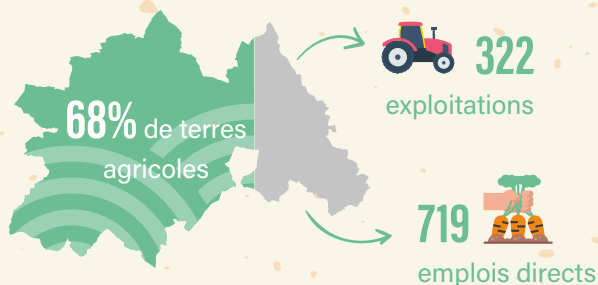 68% de terres
agricoles
322
exploitations
719
emplois directs